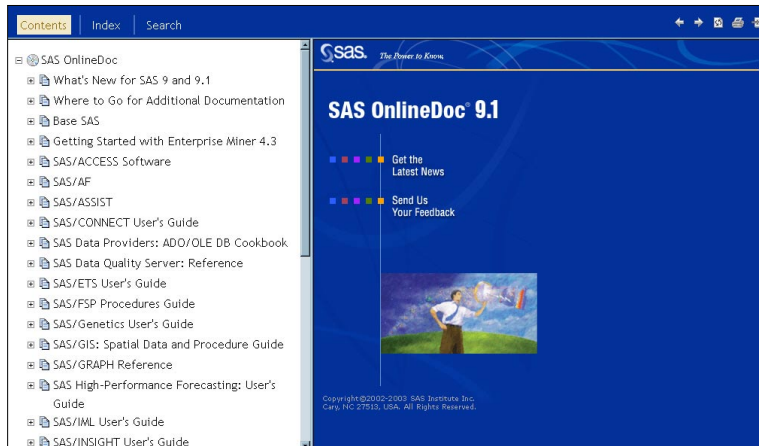 Contents
Index
Search
SAS OnlineDoc
What's New for SAS 9 and 9.1
Where to Go for Additional Documentation
Base SAS
Getting Started with Enterprise Miner 4.3
SAS/ACCESS Software
SAS/AF
SAS/ASSIST
SAS/CONNECT User's Guide
SAS Data Providers: ADO/OLE DB Cookbook
SAS Data Quality Server: Reference
SAS/ETS User's Guide
SAS/FSP Procedures Guide
SAS/Genetics User's Guide
SAS/GIS: Spatial Data and Procedure Guide
SAS/GRAPH Reference
SAS High-Performance Forecasting: User's
Guide
SAS/IML User's Guide
SAS/INSIGHT User's Guide
sas. The Power to Know.
SAS OnlineDoc® 9.1
Get the
Latest News
Send Us
Your Feedback
Copyright©2002-2003 SAS Institute Inc.
Cary, NC 27513, USA. All Rights Reserved.